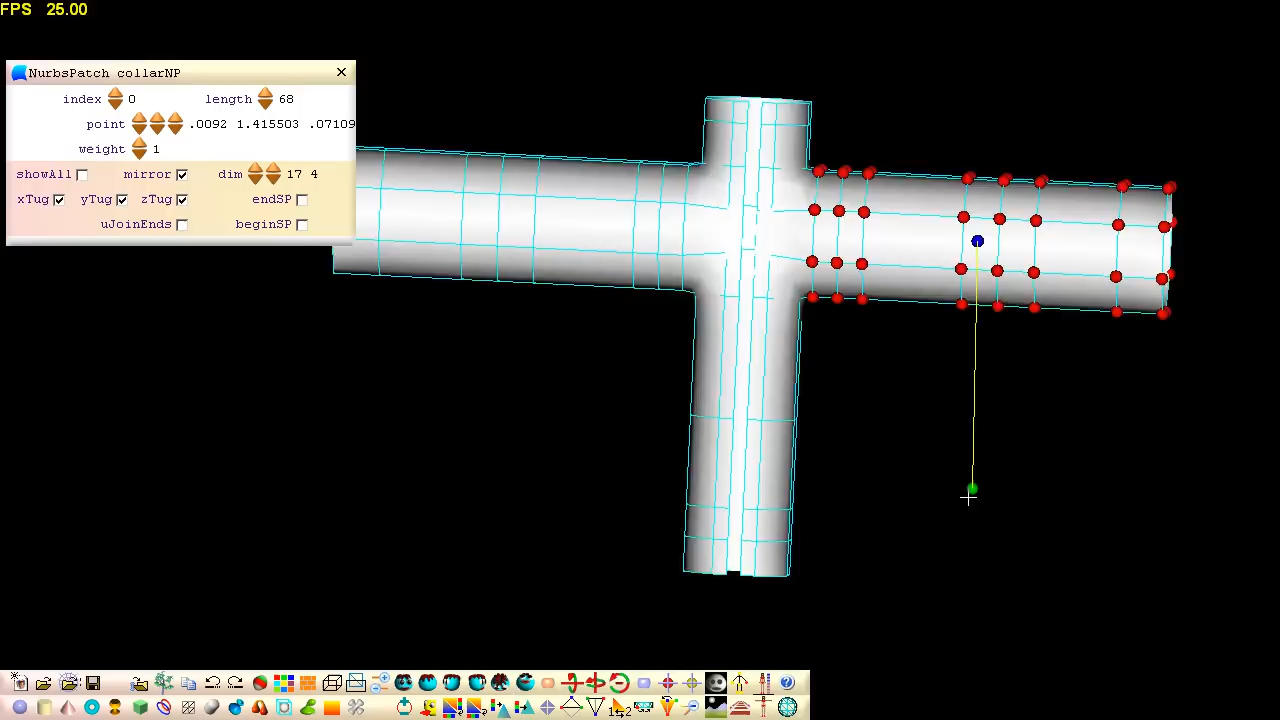 FPS 25.00
NurbsPatch collarNP
index 0 length 68
point .0092 1.415503 .07109
weight 1
showAll mirror dim 17 4
xTug yTug zTug endSP
uJoinEnds beginSP